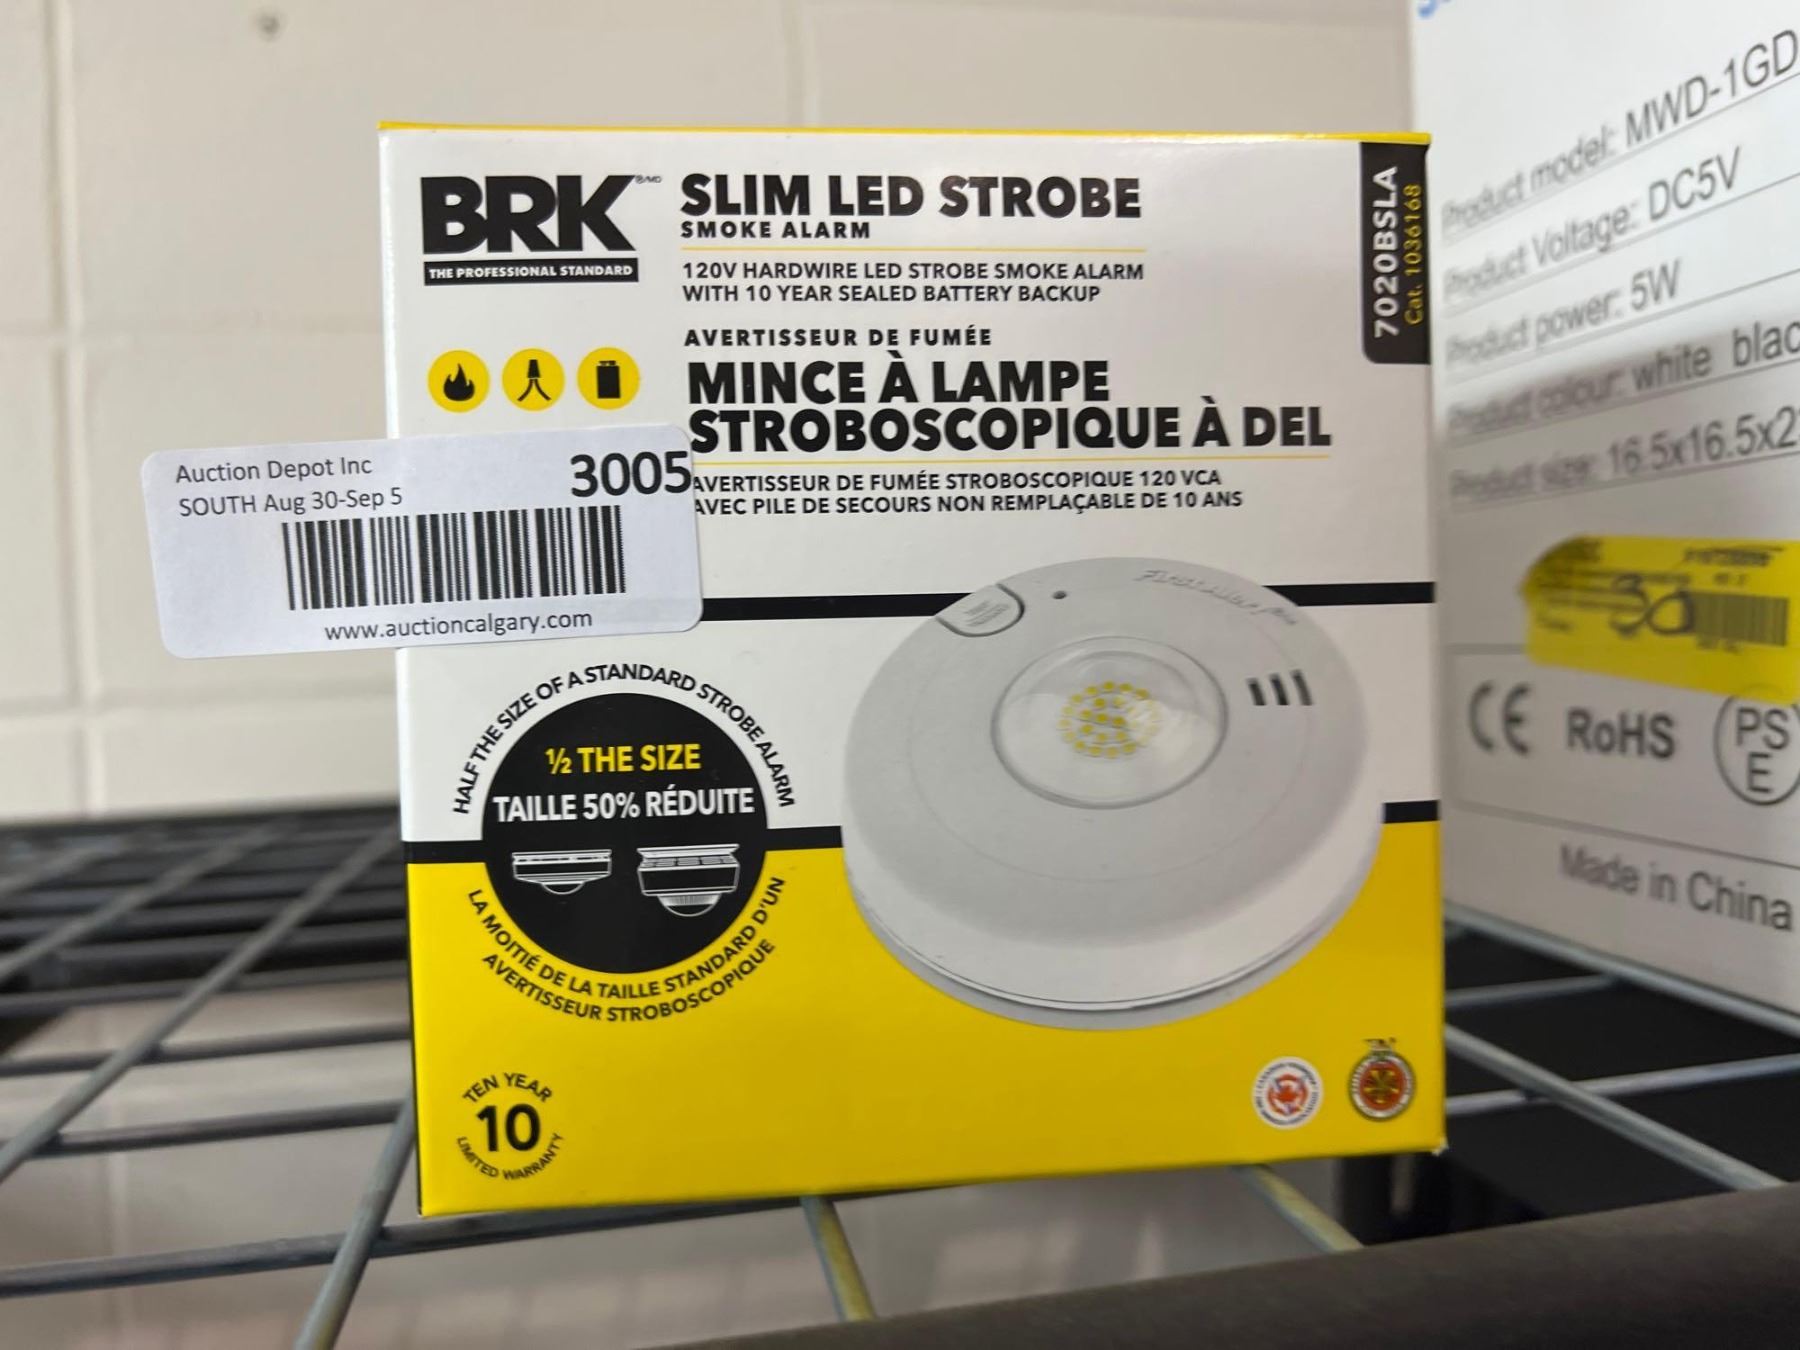 BRK
®/MD
THE PROFESSIONAL STANDARD
SLIM LED STROBE
SMOKE ALARM
120V HARDWIRE LED STROBE SMOKE ALARM
WITH 10 YEAR SEALED BATTERY BACKUP
AVERTISSEUR DE FUMÉE
MINCE À LAMPE
STROBOSCOPIQUE À DEL
AVERTISSEUR DE FUMÉE STROBOSCOPIQUE 120 VCA
AVEC PILE DE SECOURS NON REMPLAÇABLE DE 10 ANS
7020BSLA
Cat. 1036168
Auction Depot Inc
3005
SOUTH Aug 30-Sep 5
www.auctioncalgary.com
HALF THE SIZE OF A STANDARD STROBE ALARM
½ THE SIZE
TAILLE 50% RÉDUITE
LA MOITIÉ DE LA TAILLE STANDARD D'UN
AVERTISSEUR STROBOSCOPIQUE
TEN YEAR
10
LIMITED WARRANTY
Product model: MWD-1GD
Product Voltage: DC5V
Product power: 5W
Product colour: white blac
Product size: 16.5x16.5x2
30
CE RoHS PS
E
Made in China